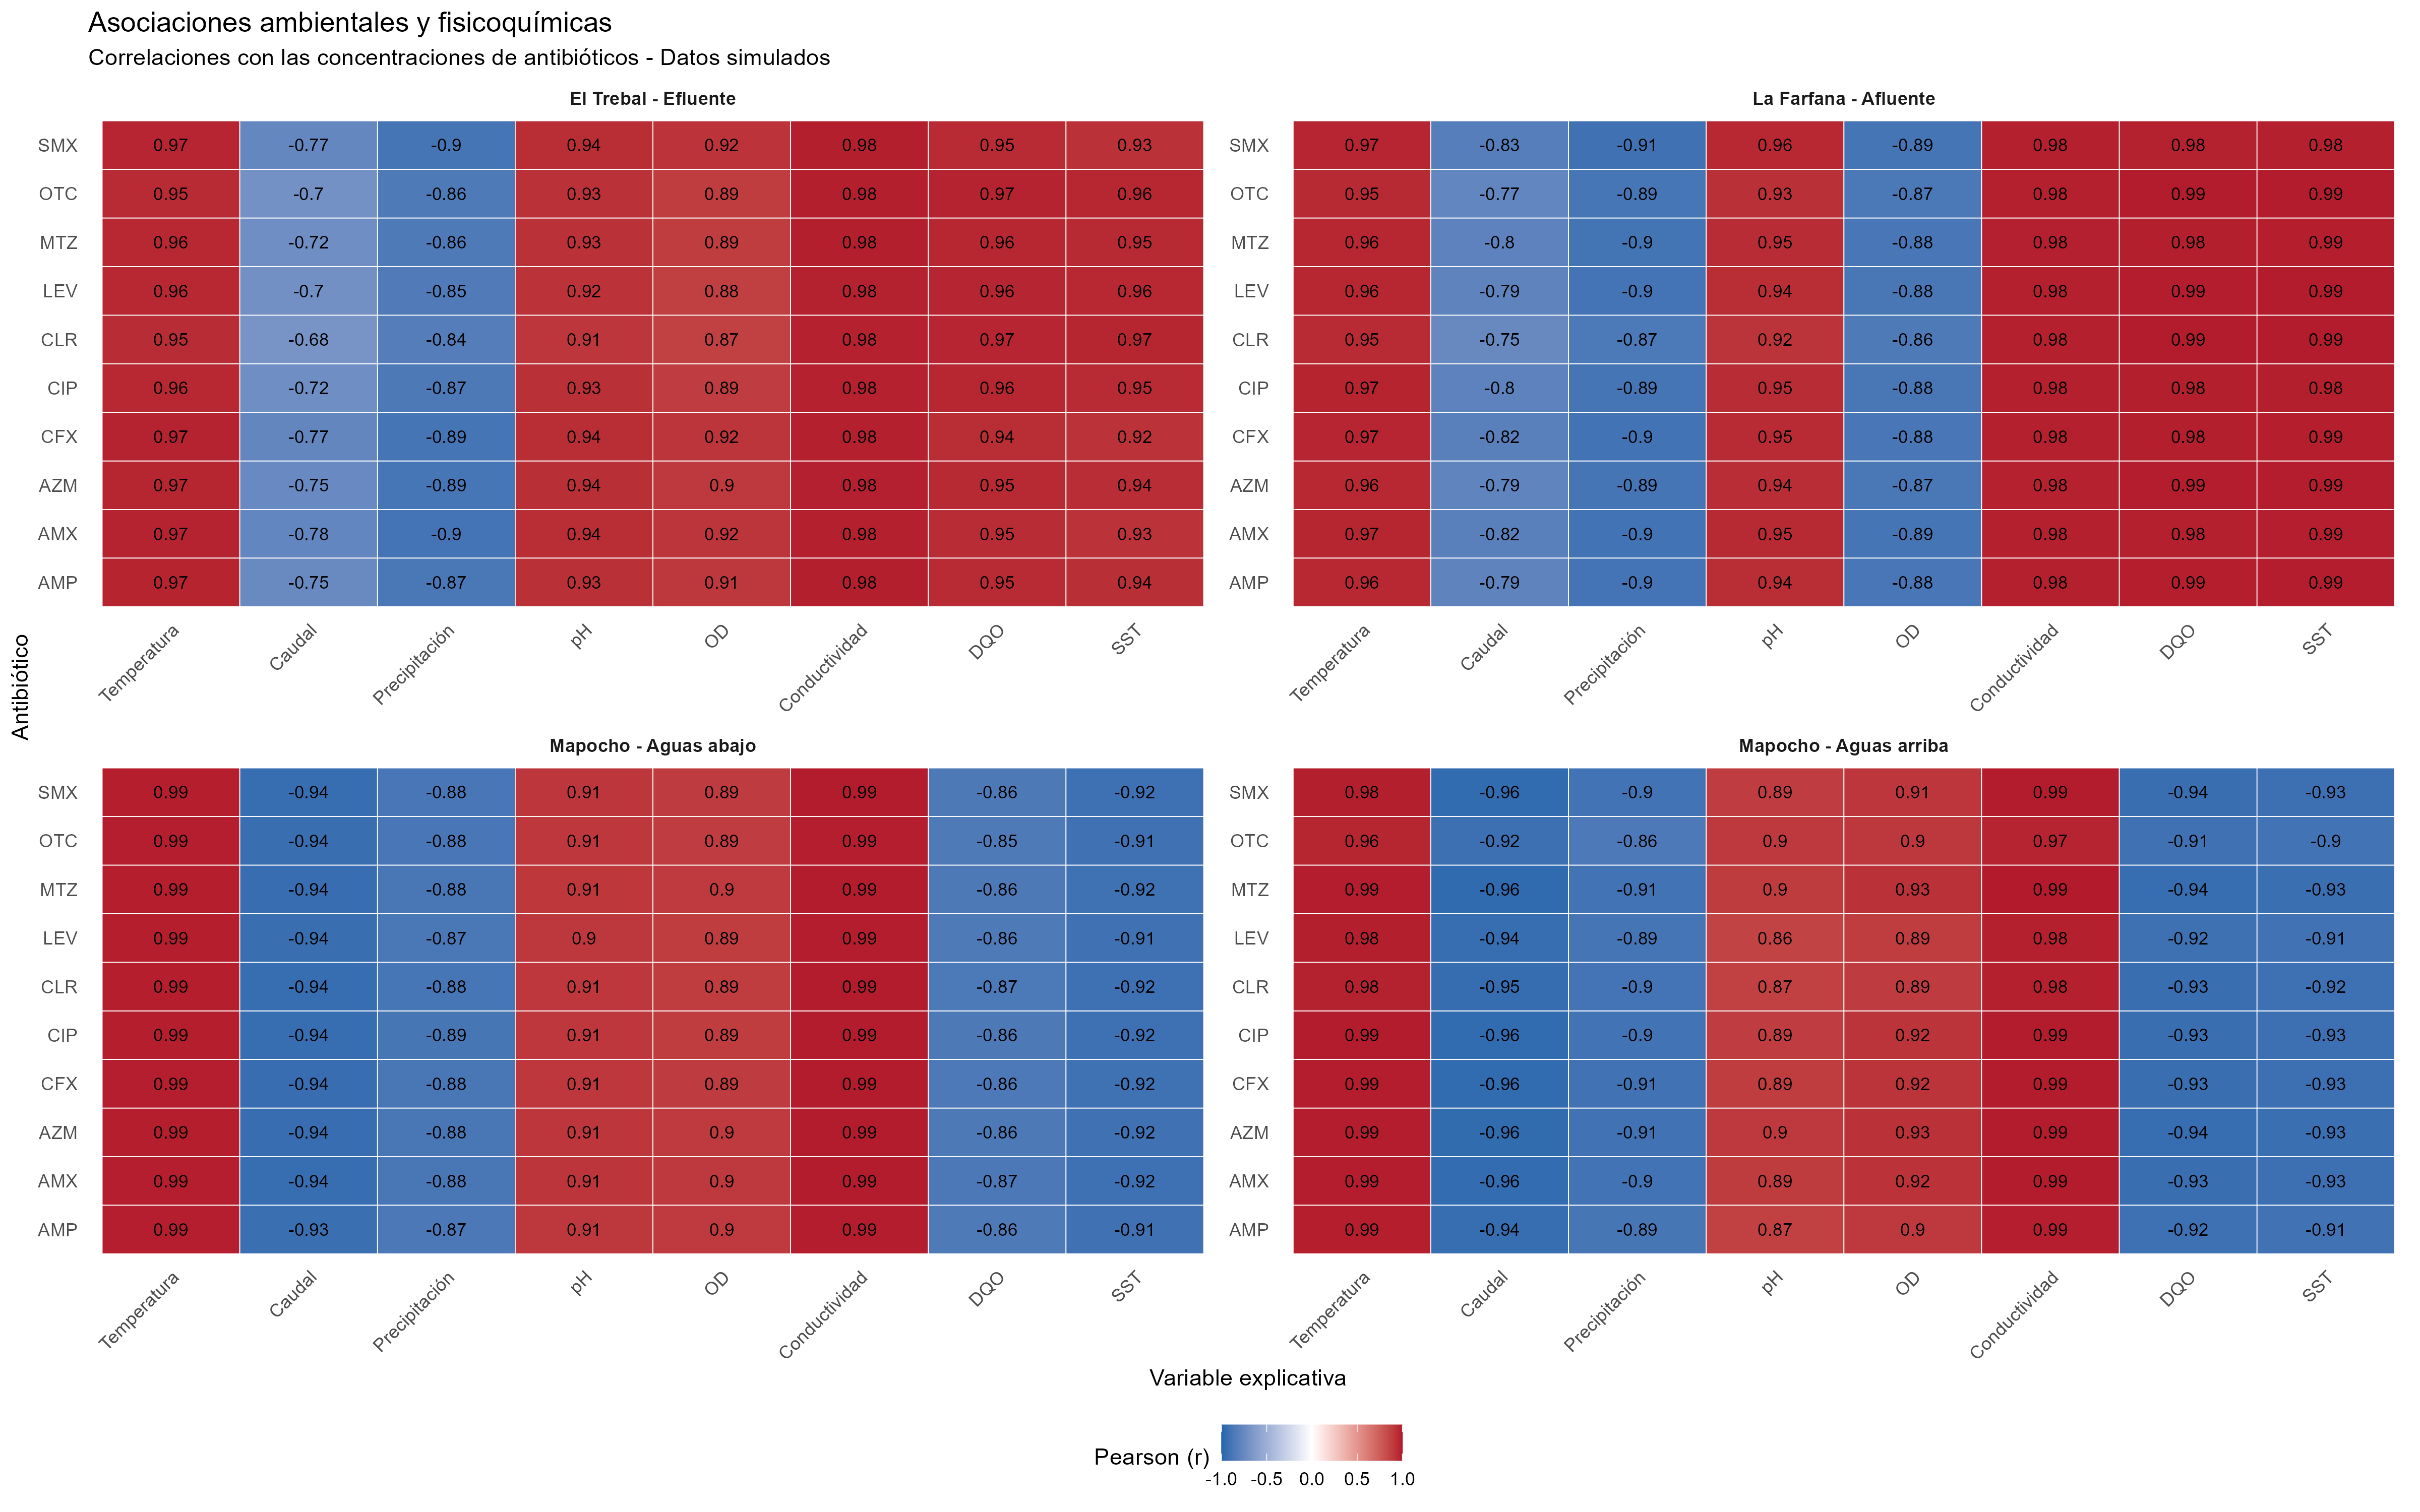 Asociaciones ambientales y fisicoquímicas
Correlaciones con las concentraciones de antibióticos - Datos simulados
El Trebal - Efluente
SMX 0.97 -0.77 -0.9 0.94 0.92 0.98 0.95 0.93
OTC 0.95 -0.7 -0.86 0.93 0.89 0.98 0.97 0.96
MTZ 0.96 -0.72 -0.86 0.93 0.89 0.98 0.96 0.95
LEV 0.96 -0.7 -0.85 0.92 0.88 0.98 0.96 0.96
CLR 0.95 -0.68 -0.84 0.91 0.87 0.98 0.97 0.97
CIP 0.96 -0.72 -0.87 0.93 0.89 0.98 0.96 0.95
CFX 0.97 -0.77 -0.89 0.94 0.92 0.98 0.94 0.92
AZM 0.97 -0.75 -0.89 0.94 0.9 0.98 0.95 0.94
AMX 0.97 -0.78 -0.9 0.94 0.92 0.98 0.95 0.93
AMP 0.97 -0.75 -0.87 0.93 0.91 0.98 0.95 0.94
Temperatura Caudal Precipitación pH OD Conductividad DQO SST
La Farfana - Afluente
SMX 0.97 -0.83 -0.91 0.96 -0.89 0.98 0.98 0.98
OTC 0.95 -0.77 -0.89 0.93 -0.87 0.98 0.99 0.99
MTZ 0.96 -0.8 -0.9 0.95 -0.88 0.98 0.98 0.99
LEV 0.96 -0.79 -0.9 0.94 -0.88 0.98 0.99 0.99
CLR 0.95 -0.75 -0.87 0.92 -0.86 0.98 0.99 0.99
CIP 0.97 -0.8 -0.89 0.95 -0.88 0.98 0.98 0.98
CFX 0.97 -0.82 -0.9 0.95 -0.88 0.98 0.98 0.99
AZM 0.96 -0.79 -0.89 0.94 -0.87 0.98 0.99 0.99
AMX 0.97 -0.82 -0.9 0.95 -0.89 0.98 0.98 0.99
AMP 0.96 -0.79 -0.9 0.94 -0.88 0.98 0.99 0.99
Temperatura Caudal Precipitación pH OD Conductividad DQO SST
Antibiótico
Mapocho - Aguas abajo
SMX 0.99 -0.94 -0.88 0.91 0.89 0.99 -0.86 -0.92
OTC 0.99 -0.94 -0.88 0.91 0.89 0.99 -0.85 -0.91
MTZ 0.99 -0.94 -0.88 0.91 0.9 0.99 -0.86 -0.92
LEV 0.99 -0.94 -0.87 0.9 0.89 0.99 -0.86 -0.91
CLR 0.99 -0.94 -0.88 0.91 0.89 0.99 -0.87 -0.92
CIP 0.99 -0.94 -0.89 0.91 0.89 0.99 -0.86 -0.92
CFX 0.99 -0.94 -0.88 0.91 0.89 0.99 -0.86 -0.92
AZM 0.99 -0.94 -0.88 0.91 0.9 0.99 -0.86 -0.92
AMX 0.99 -0.94 -0.88 0.91 0.9 0.99 -0.87 -0.92
AMP 0.99 -0.93 -0.87 0.91 0.9 0.99 -0.86 -0.91
Temperatura Caudal Precipitación pH OD Conductividad DQO SST
Mapocho - Aguas arriba
SMX 0.98 -0.96 -0.9 0.89 0.91 0.99 -0.94 -0.93
OTC 0.96 -0.92 -0.86 0.9 0.9 0.97 -0.91 -0.9
MTZ 0.99 -0.96 -0.91 0.9 0.93 0.99 -0.94 -0.93
LEV 0.98 -0.94 -0.89 0.86 0.89 0.98 -0.92 -0.91
CLR 0.98 -0.95 -0.9 0.87 0.89 0.98 -0.93 -0.92
CIP 0.99 -0.96 -0.9 0.89 0.92 0.99 -0.93 -0.93
CFX 0.99 -0.96 -0.91 0.89 0.92 0.99 -0.93 -0.93
AZM 0.99 -0.96 -0.91 0.9 0.93 0.99 -0.94 -0.93
AMX 0.99 -0.96 -0.9 0.89 0.92 0.99 -0.93 -0.93
AMP 0.99 -0.94 -0.89 0.87 0.9 0.99 -0.92 -0.91
Temperatura Caudal Precipitación pH OD Conductividad DQO SST
Variable explicativa
Pearson (r)
-1.0 -0.5 0.0 0.5 1.0